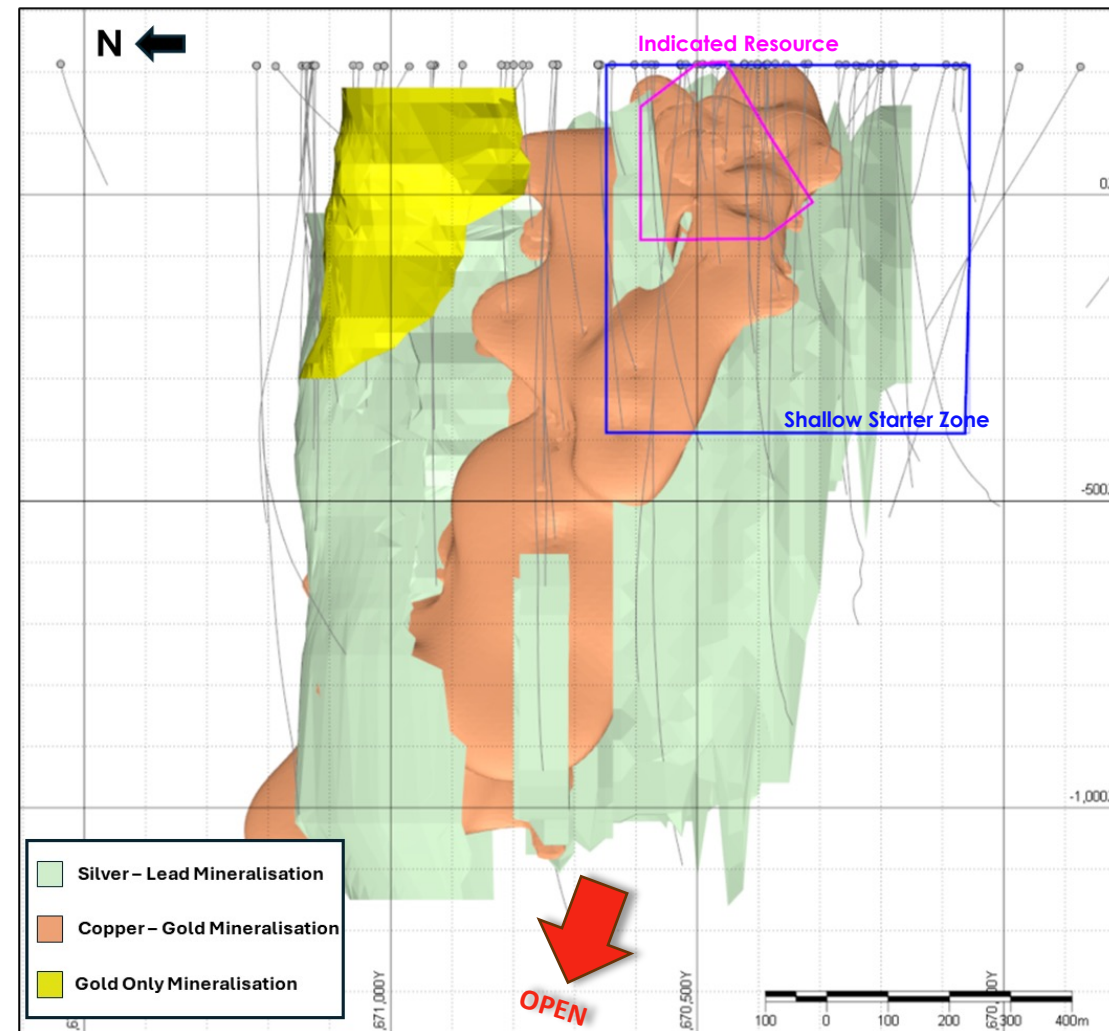 N
Indicated Resource
Shallow Starter Zone
-500
-1,000
Silver – Lead Mineralisation
Copper – Gold Mineralisation
Gold Only Mineralisation
OPEN
671,000Y
670,500Y
100 0 100 200 300 400m